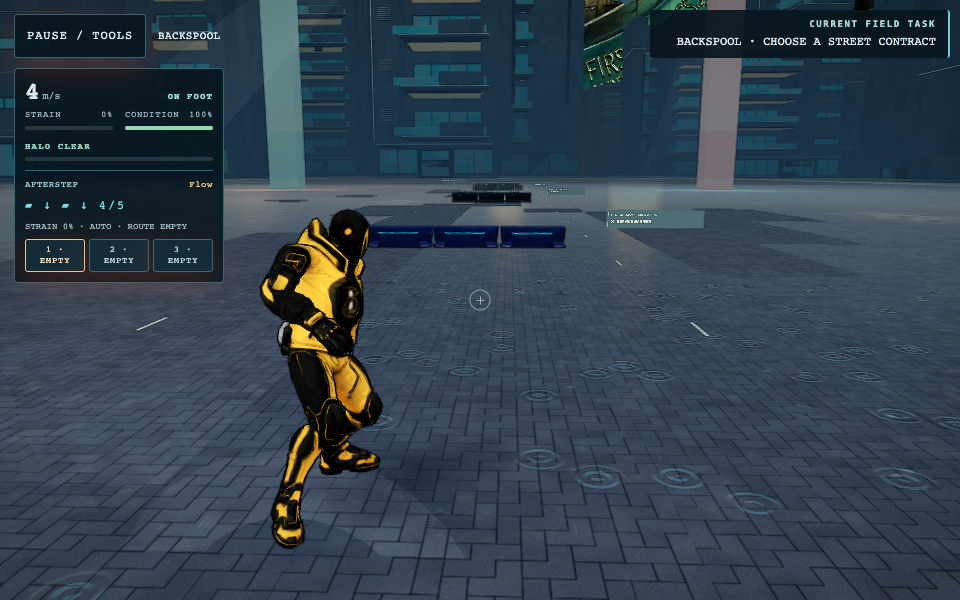 PAUSE / TOOLS
BACKSPOOL
CURRENT FIELD TASK
BACKSPOOL · CHOOSE A STREET CONTRACT
4 m/s
ON FOOT
STRAIN 0%
CONDITION 100%
HALO CLEAR
AFTERSTEP
Flow
▰ ↓ ▰ ↓ 4/5
STRAIN 0% · AUTO · ROUTE EMPTY
1 · EMPTY
2 · EMPTY
3 · EMPTY
FIRS